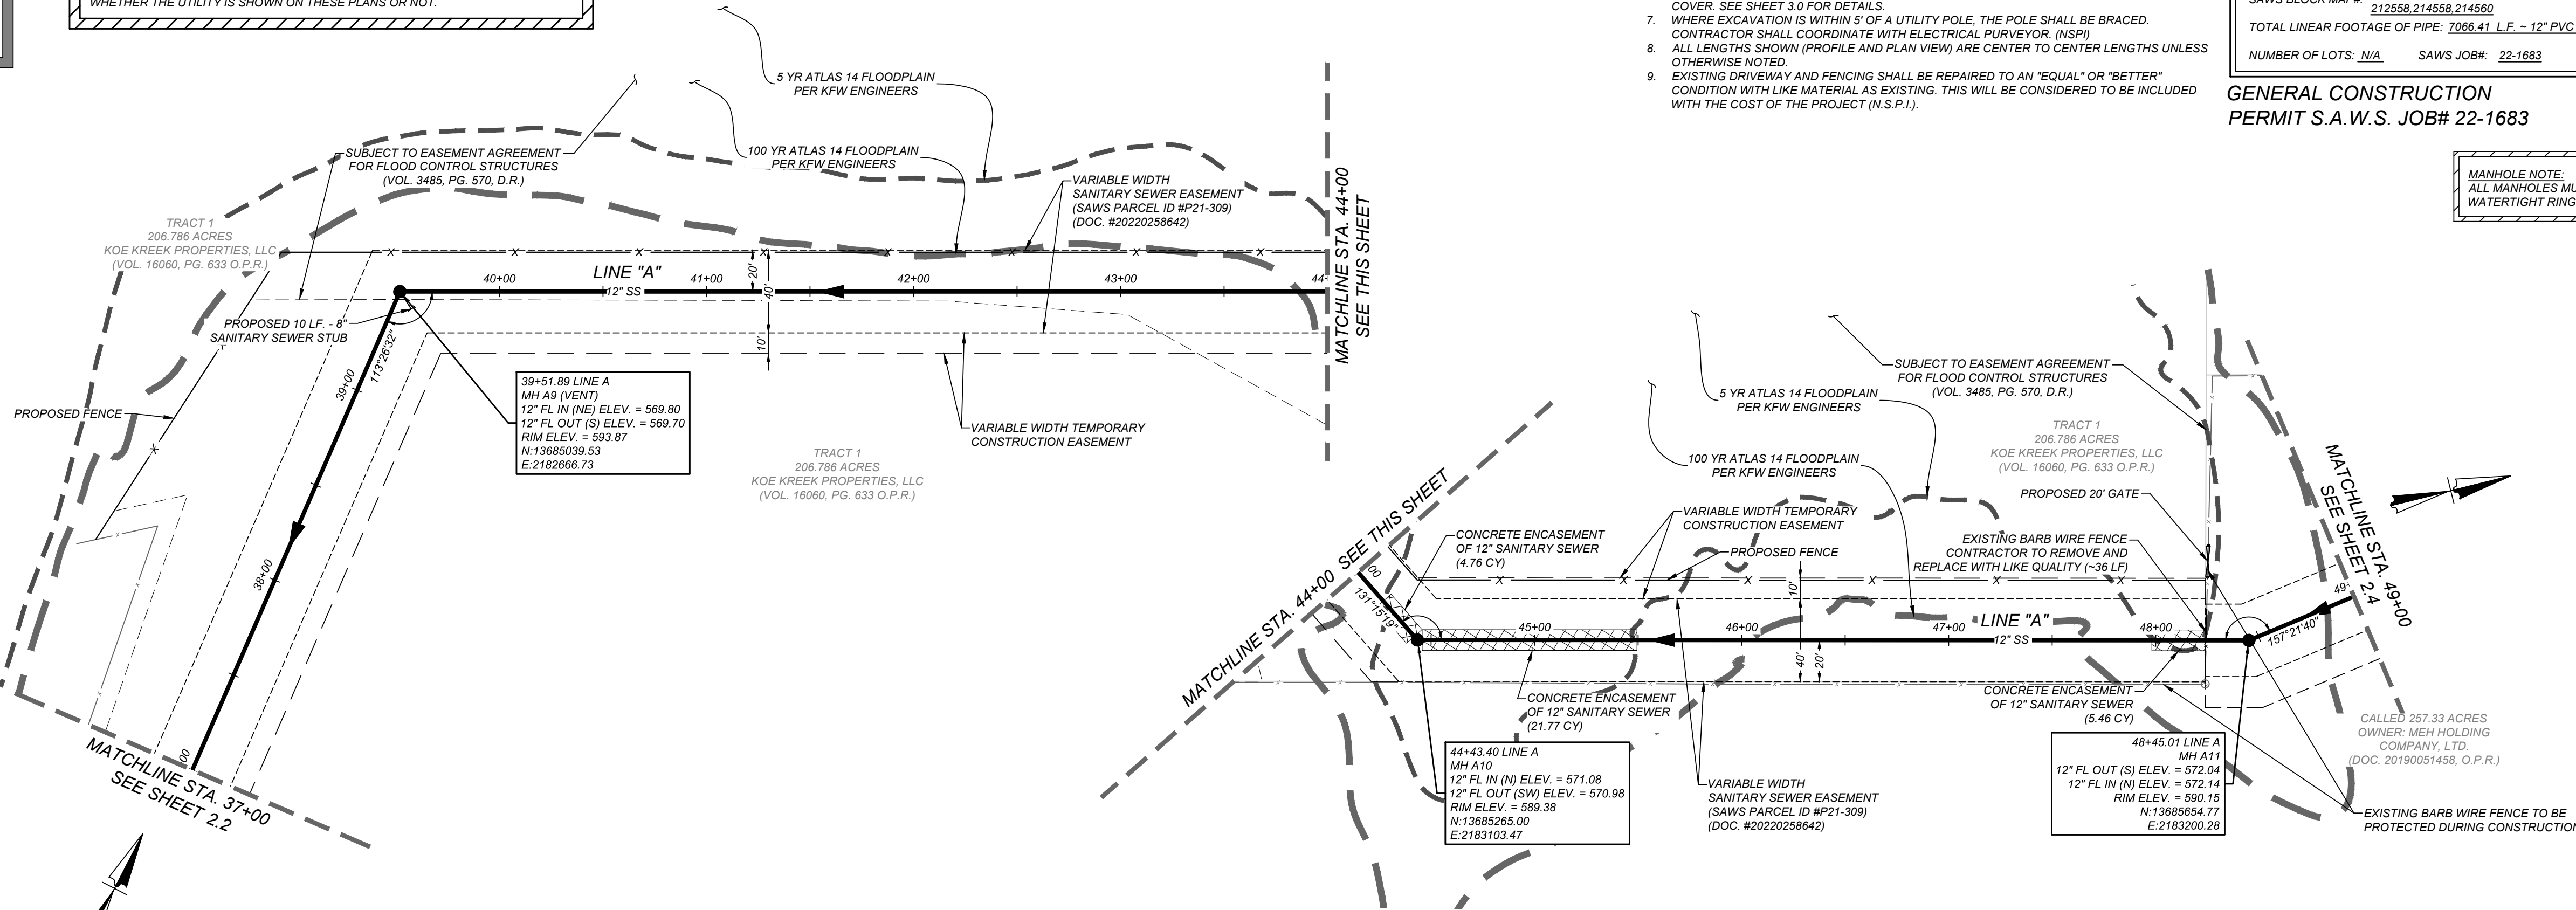 WHETHER THE UTILITY IS SHOWN ON THESE PLANS OR NOT.
COVER. SEE SHEET 3.0 FOR DETAILS.
7. WHERE EXCAVATION IS WITHIN 5' OF A UTILITY POLE, THE POLE SHALL BE BRACED.
CONTRACTOR SHALL COORDINATE WITH ELECTRICAL PURVEYOR. (NSPI)
8. ALL LENGTHS SHOWN (PROFILE AND PLAN VIEW) ARE CENTER TO CENTER LENGTHS UNLESS
OTHERWISE NOTED.
9. EXISTING DRIVEWAY AND FENCING SHALL BE REPAIRED TO AN "EQUAL" OR "BETTER"
CONDITION WITH LIKE MATERIAL AS EXISTING. THIS WILL BE CONSIDERED TO BE INCLUDED
WITH THE COST OF THE PROJECT (N.S.P.I.).
SAWS BLOCK MAP #:
212558,214558,214560
TOTAL LINEAR FOOTAGE OF PIPE: 7066.41 L.F. ~ 12" PVC
NUMBER OF LOTS: N/A SAWS JOB#: 22-1683
GENERAL CONSTRUCTION
PERMIT S.A.W.S. JOB# 22-1683
MANHOLE NOTE:
ALL MANHOLES MU
WATERTIGHT RING
5 YR ATLAS 14 FLOODPLAIN
PER KFW ENGINEERS
100 YR ATLAS 14 FLOODPLAIN
PER KFW ENGINEERS
SUBJECT TO EASEMENT AGREEMENT
FOR FLOOD CONTROL STRUCTURES
(VOL. 3485, PG. 570, D.R.)
VARIABLE WIDTH
SANITARY SEWER EASEMENT
(SAWS PARCEL ID #P21-309)
(DOC. #20220258642)
MATCHLINE STA. 44+00
SEE THIS SHEET
TRACT 1
206.786 ACRES
KOE KREEK PROPERTIES, LLC
(VOL. 16060, PG. 633 O.P.R.)
LINE "A"
40+00
41+00
42+00
43+00
44-
12" SS
20'
40'
10'
PROPOSED 10 LF. - 8"
SANITARY SEWER STUB
113°26'32"
39+00
38+00
00
PROPOSED FENCE
39+51.89 LINE A
MH A9 (VENT)
12" FL IN (NE) ELEV. = 569.80
12" FL OUT (S) ELEV. = 569.70
RIM ELEV. = 593.87
N:13685039.53
E:2182666.73
VARIABLE WIDTH TEMPORARY
CONSTRUCTION EASEMENT
TRACT 1
206.786 ACRES
KOE KREEK PROPERTIES, LLC
(VOL. 16060, PG. 633 O.P.R.)
MATCHLINE STA. 37+00
SEE SHEET 2.2
SUBJECT TO EASEMENT AGREEMENT
FOR FLOOD CONTROL STRUCTURES
(VOL. 3485, PG. 570, D.R.)
5 YR ATLAS 14 FLOODPLAIN
PER KFW ENGINEERS
TRACT 1
206.786 ACRES
KOE KREEK PROPERTIES, LLC
(VOL. 16060, PG. 633 O.P.R.)
100 YR ATLAS 14 FLOODPLAIN
PER KFW ENGINEERS
PROPOSED 20' GATE
MATCHLINE STA. 49+00
SEE SHEET 2.4
MATCHLINE STA. 44+00 SEE THIS SHEET
VARIABLE WIDTH TEMPORARY
CONSTRUCTION EASEMENT
CONCRETE ENCASEMENT
OF 12" SANITARY SEWER
(4.76 CY)
PROPOSED FENCE
EXISTING BARB WIRE FENCE
CONTRACTOR TO REMOVE AND
REPLACE WITH LIKE QUALITY (~36 LF)
00
131°15'19"
10'
40'
20'
45+00
46+00
47+00
LINE "A"
12" SS
48+00
49-
157°21'40"
CONCRETE ENCASEMENT
OF 12" SANITARY SEWER
(21.77 CY)
CONCRETE ENCASEMENT
OF 12" SANITARY SEWER
(5.46 CY)
44+43.40 LINE A
MH A10
12" FL IN (N) ELEV. = 571.08
12" FL OUT (SW) ELEV. = 570.98
RIM ELEV. = 589.38
N:13685265.00
E:2183103.47
VARIABLE WIDTH
SANITARY SEWER EASEMENT
(SAWS PARCEL ID #P21-309)
(DOC. #20220258642)
48+45.01 LINE A
MH A11
12" FL OUT (S) ELEV. = 572.04
12" FL IN (N) ELEV. = 572.14
RIM ELEV. = 590.15
N:13685654.77
E:2183200.28
CALLED 257.33 ACRES
OWNER: MEH HOLDING
COMPANY, LTD.
(DOC. 20190051458, O.P.R.)
EXISTING BARB WIRE FENCE TO BE
PROTECTED DURING CONSTRUCTION